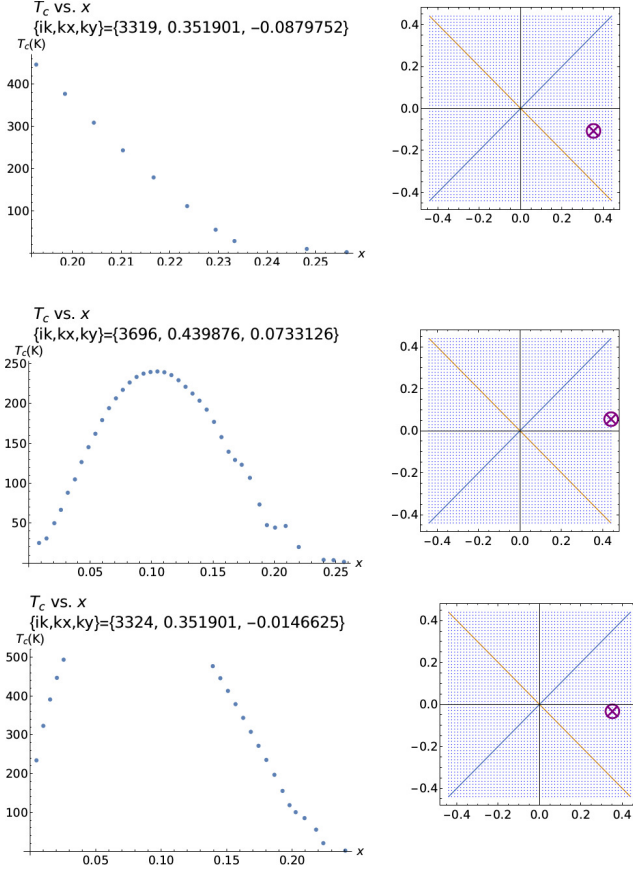 T_c vs. x
{ik,kx,ky}={3319, 0.351901, −0.0879752}
T_c(K)
400
300
200
100
0.20 0.21 0.22 0.23 0.24 0.25 x
0.4
0.2
0.0
−0.2
−0.4
−0.4 −0.2 0.0 0.2 0.4
T_c vs. x
{ik,kx,ky}={3696, 0.439876, 0.0733126}
T_c(K)
250
200
150
100
50
0.05 0.10 0.15 0.20 0.25 x
0.4
0.2
0.0
−0.2
−0.4
−0.4 −0.2 0.0 0.2 0.4
T_c vs. x
{ik,kx,ky}={3324, 0.351901, −0.0146625}
T_c(K)
500
400
300
200
100
0.05 0.10 0.15 0.20 x
0.4
0.2
0.0
−0.2
−0.4
−0.4 −0.2 0.0 0.2 0.4